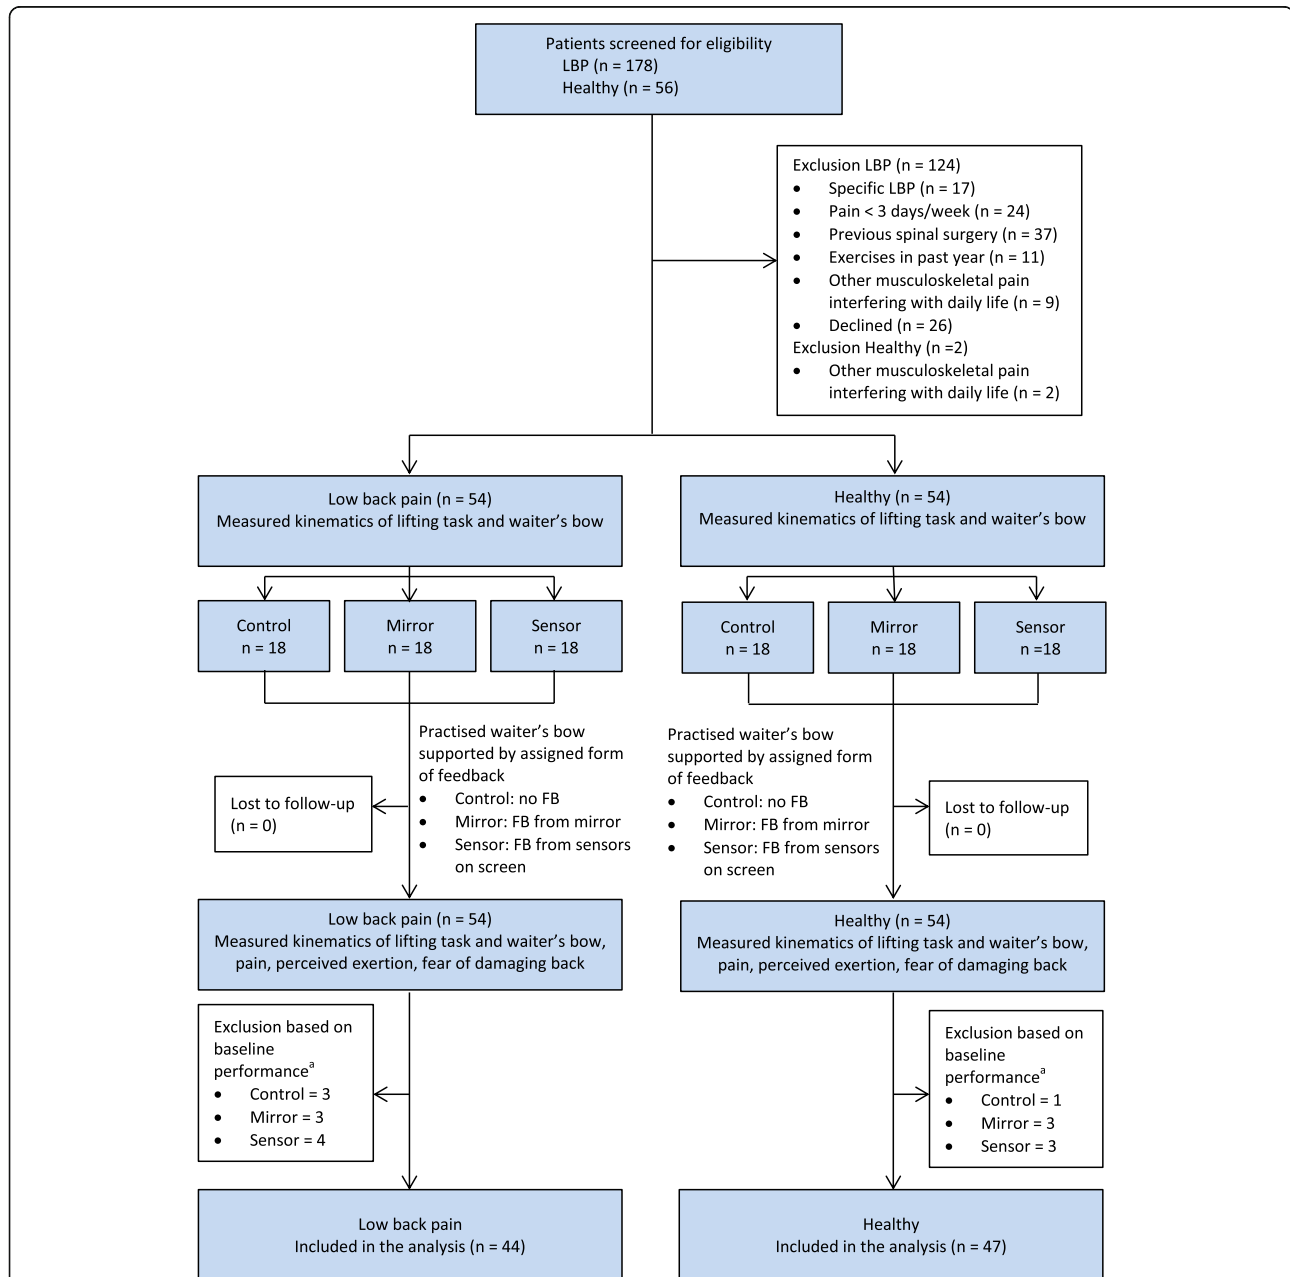 Patients screened for eligibility
LBP (n = 178)
Healthy (n = 56)
Exclusion LBP (n = 124)
• Specific LBP (n = 17)
• Pain < 3 days/week (n = 24)
• Previous spinal surgery (n = 37)
• Exercises in past year (n = 11)
• Other musculoskeletal pain
interfering with daily life (n = 9)
• Declined (n = 26)
Exclusion Healthy (n =2)
• Other musculoskeletal pain
interfering with daily life (n = 2)
Low back pain (n = 54)
Measured kinematics of lifting task and waiter’s bow
Healthy (n = 54)
Measured kinematics of lifting task and waiter’s bow
Control
n = 18
Mirror
n = 18
Sensor
n = 18
Control
n = 18
Mirror
n = 18
Sensor
n =18
Practised waiter’s bow
supported by assigned form
of feedback
• Control: no FB
• Mirror: FB from mirror
• Sensor: FB from sensors
on screen
Lost to follow-up
(n = 0)
Practised waiter’s bow
supported by assigned form
of feedback
• Control: no FB
• Mirror: FB from mirror
• Sensor: FB from sensors
on screen
Lost to follow-up
(n = 0)
Low back pain (n = 54)
Measured kinematics of lifting task and waiter’s bow,
pain, perceived exertion, fear of damaging back
Healthy (n = 54)
Measured kinematics of lifting task and waiter’s bow,
pain, perceived exertion, fear of damaging back
Exclusion based on
baseline
performanceᵃ
• Control = 3
• Mirror = 3
• Sensor = 4
Exclusion based on
baseline
performanceᵃ
• Control = 1
• Mirror = 3
• Sensor = 3
Low back pain
Included in the analysis (n = 44)
Healthy
Included in the analysis (n = 47)